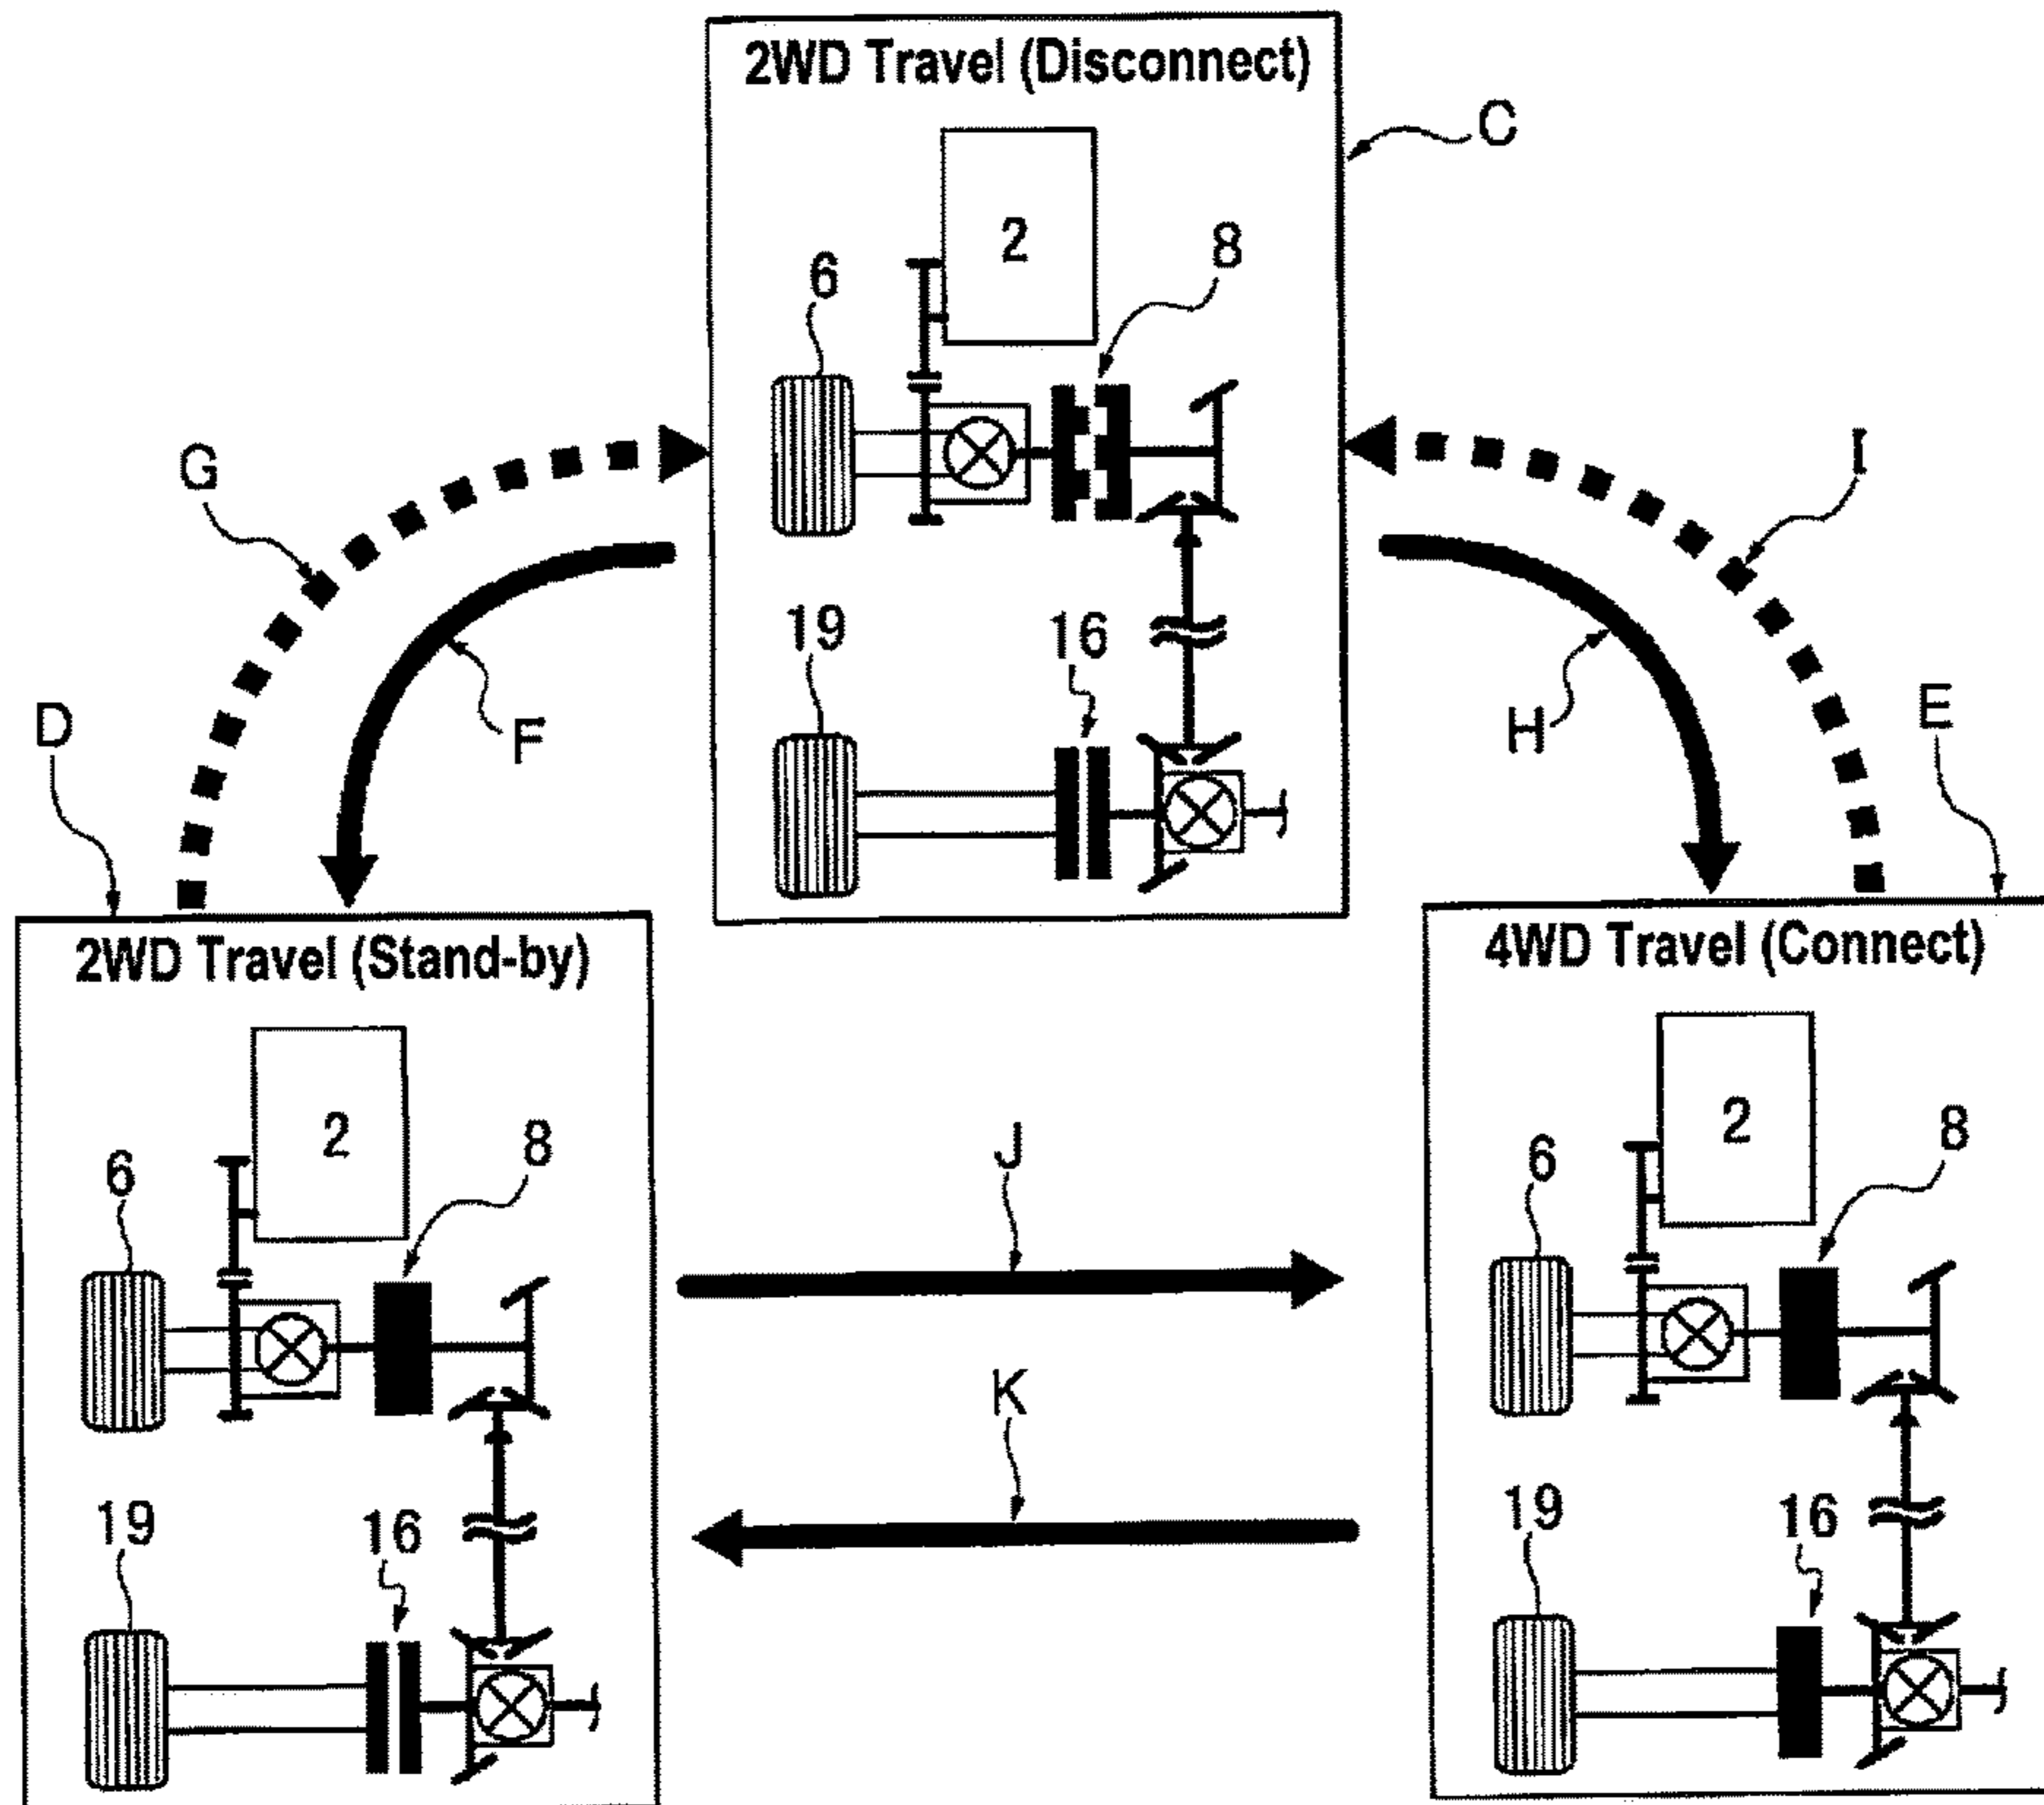 2WD Travel (Disconnect)
C
2
6
8
G
I
19
16
D
F
H
E
2WD Travel (Stand-by)
2
6
8
19
16
J
K
4WD Travel (Connect)
2
6
8
19
16